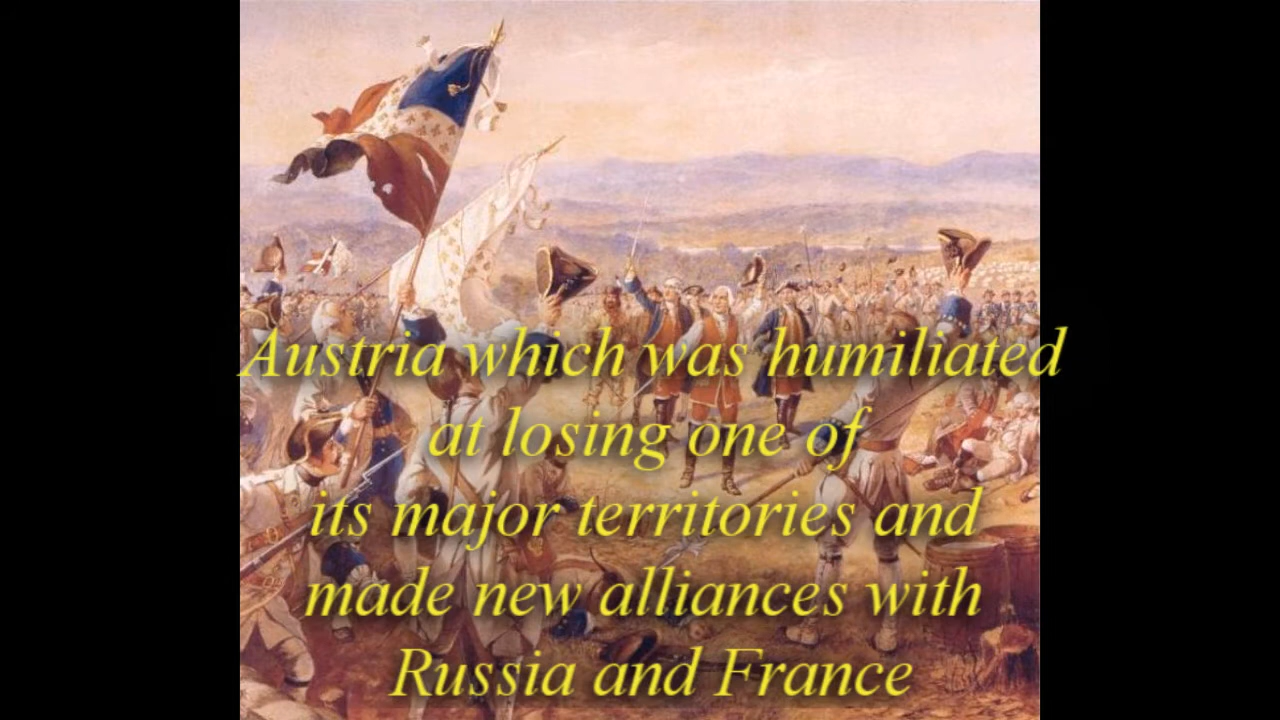 Austria which was humiliated
at losing one of
its major territories and
made new alliances with
Russia and France